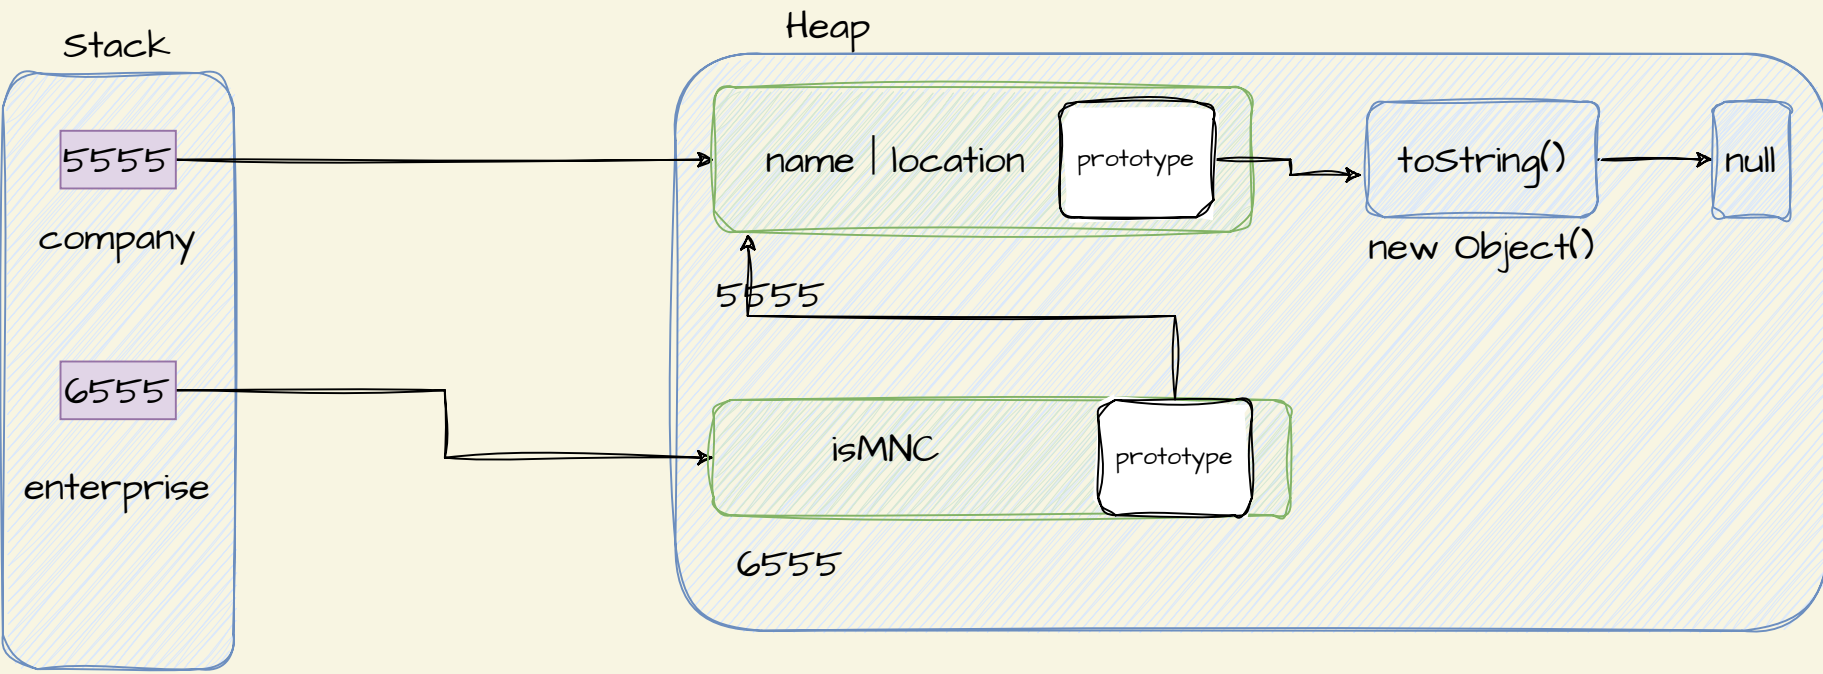 Stack
5555
company
6555
enterprise
Heap
name | location
prototype
toString()
null
new Object()
5555
isMNC
prototype
6555